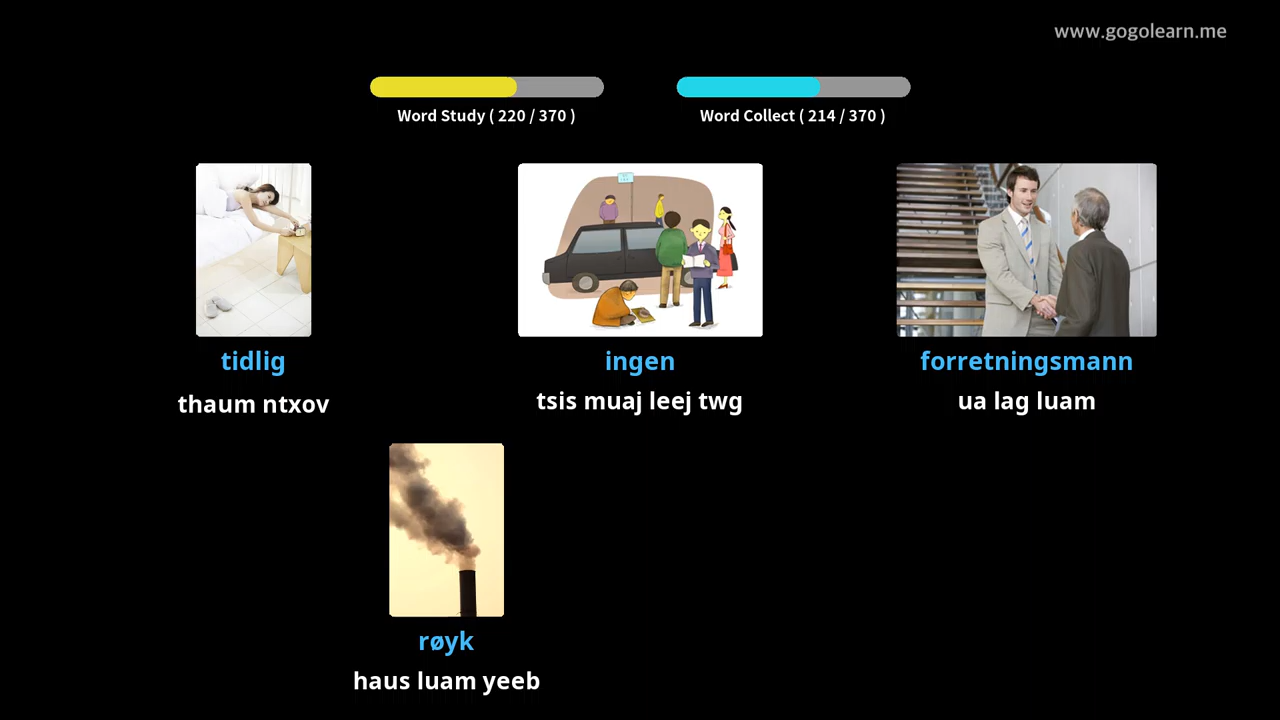 www.gogolearn.me
Word Study ( 220 / 370 )
Word Collect ( 214 / 370 )
tidlig
thaum ntxov
ingen
tsis muaj leej twg
forretningsmann
ua lag luam
røyk
haus luam yeeb